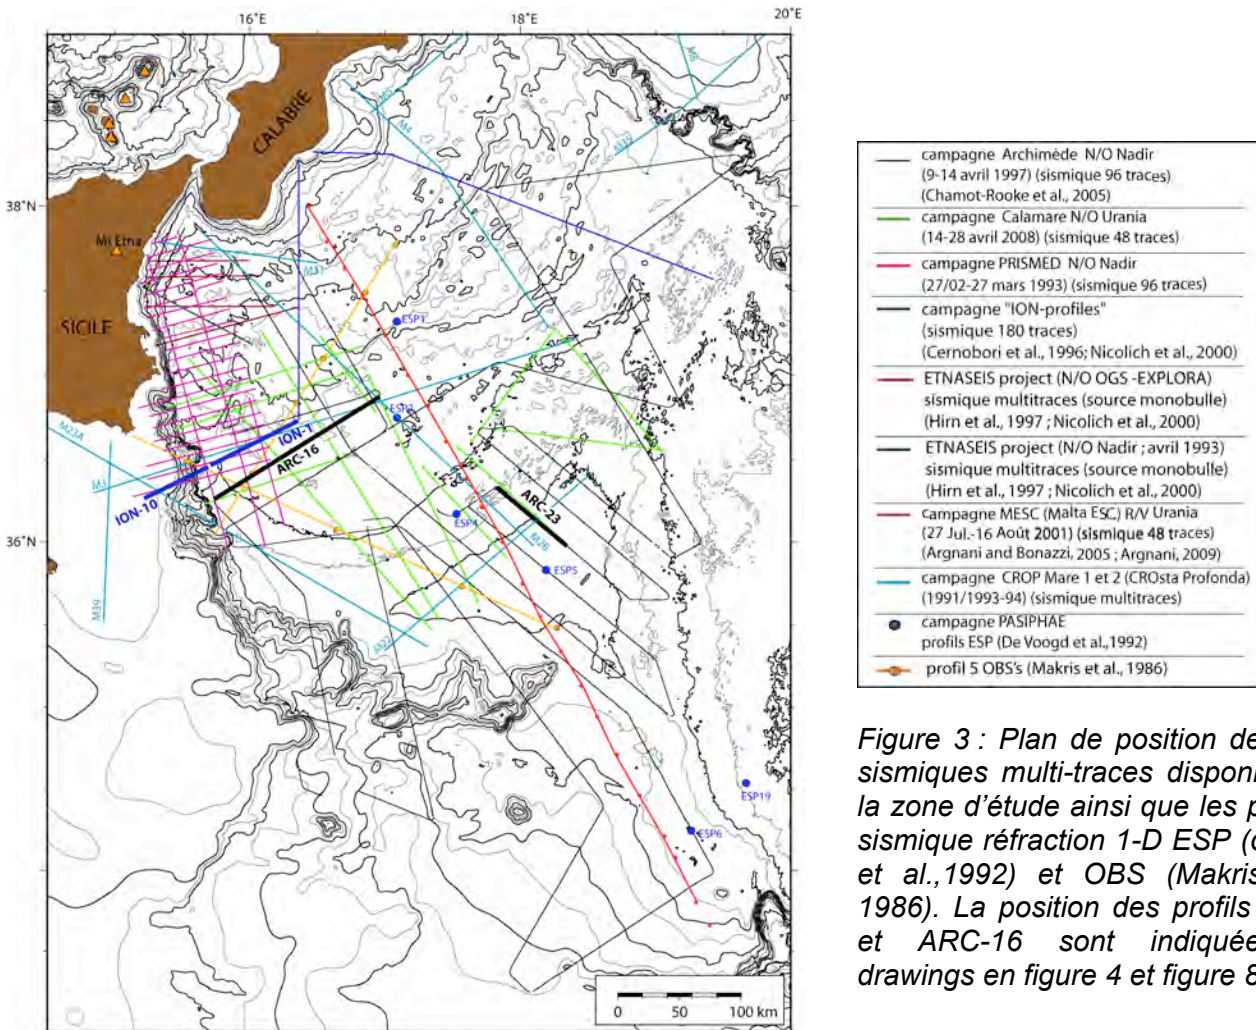 16°E
18°E
20°E
38°N
36°N
CALABRE
Mt Etna
SICILE
M5
M6
M4
M31
ESP1
ESP2
ION-1
ARC-16
ION-10
M23A
M3
M39
ESP4
ARC-23
M26
ESP5
ESP19
ESP6
0 50 100 km
campagne Archimède N/O Nadir
(9-14 avril 1997) (sismique 96 traces)
(Chamot-Rooke et al., 2005)
campagne Calamare N/O Urania
(14-28 avril 2008) (sismique 48 traces)
campagne PRISMED N/O Nadir
(27/02-27 mars 1993) (sismique 96 traces)
campagne "ION-profiles"
(sismique 180 traces)
(Cernobori et al., 1996; Nicolich et al., 2000)
ETNASEIS project (N/O OGS -EXPLORA)
sismique multitraces (source monobulle)
(Hirn et al., 1997 ; Nicolich et al., 2000)
ETNASEIS project (N/O Nadir ; avril 1993)
sismique multitraces (source monobulle)
(Hirn et al., 1997 ; Nicolich et al., 2000)
campagne MESC (Malta ESC) R/V Urania
(27 Jul.-16 Août 2001) (sismique 48 traces)
(Argnani and Bonazzi, 2005 ; Argnani, 2009)
campagne CROP Mare 1 et 2 (CROsta Profonda)
(1991/1993-94) (sismique multitraces)
campagne PASIPHAE
profils ESP (De Voogd et al.,1992)
profil 5 OBS's (Makris et al., 1986)
Figure 3 : Plan de position de
sismiques multi-traces disponi
la zone d'étude ainsi que les p
sismique réfraction 1-D ESP (
et al.,1992) et OBS (Makris
1986). La position des profils
et ARC-16 sont indiquée
drawings en figure 4 et figure 8